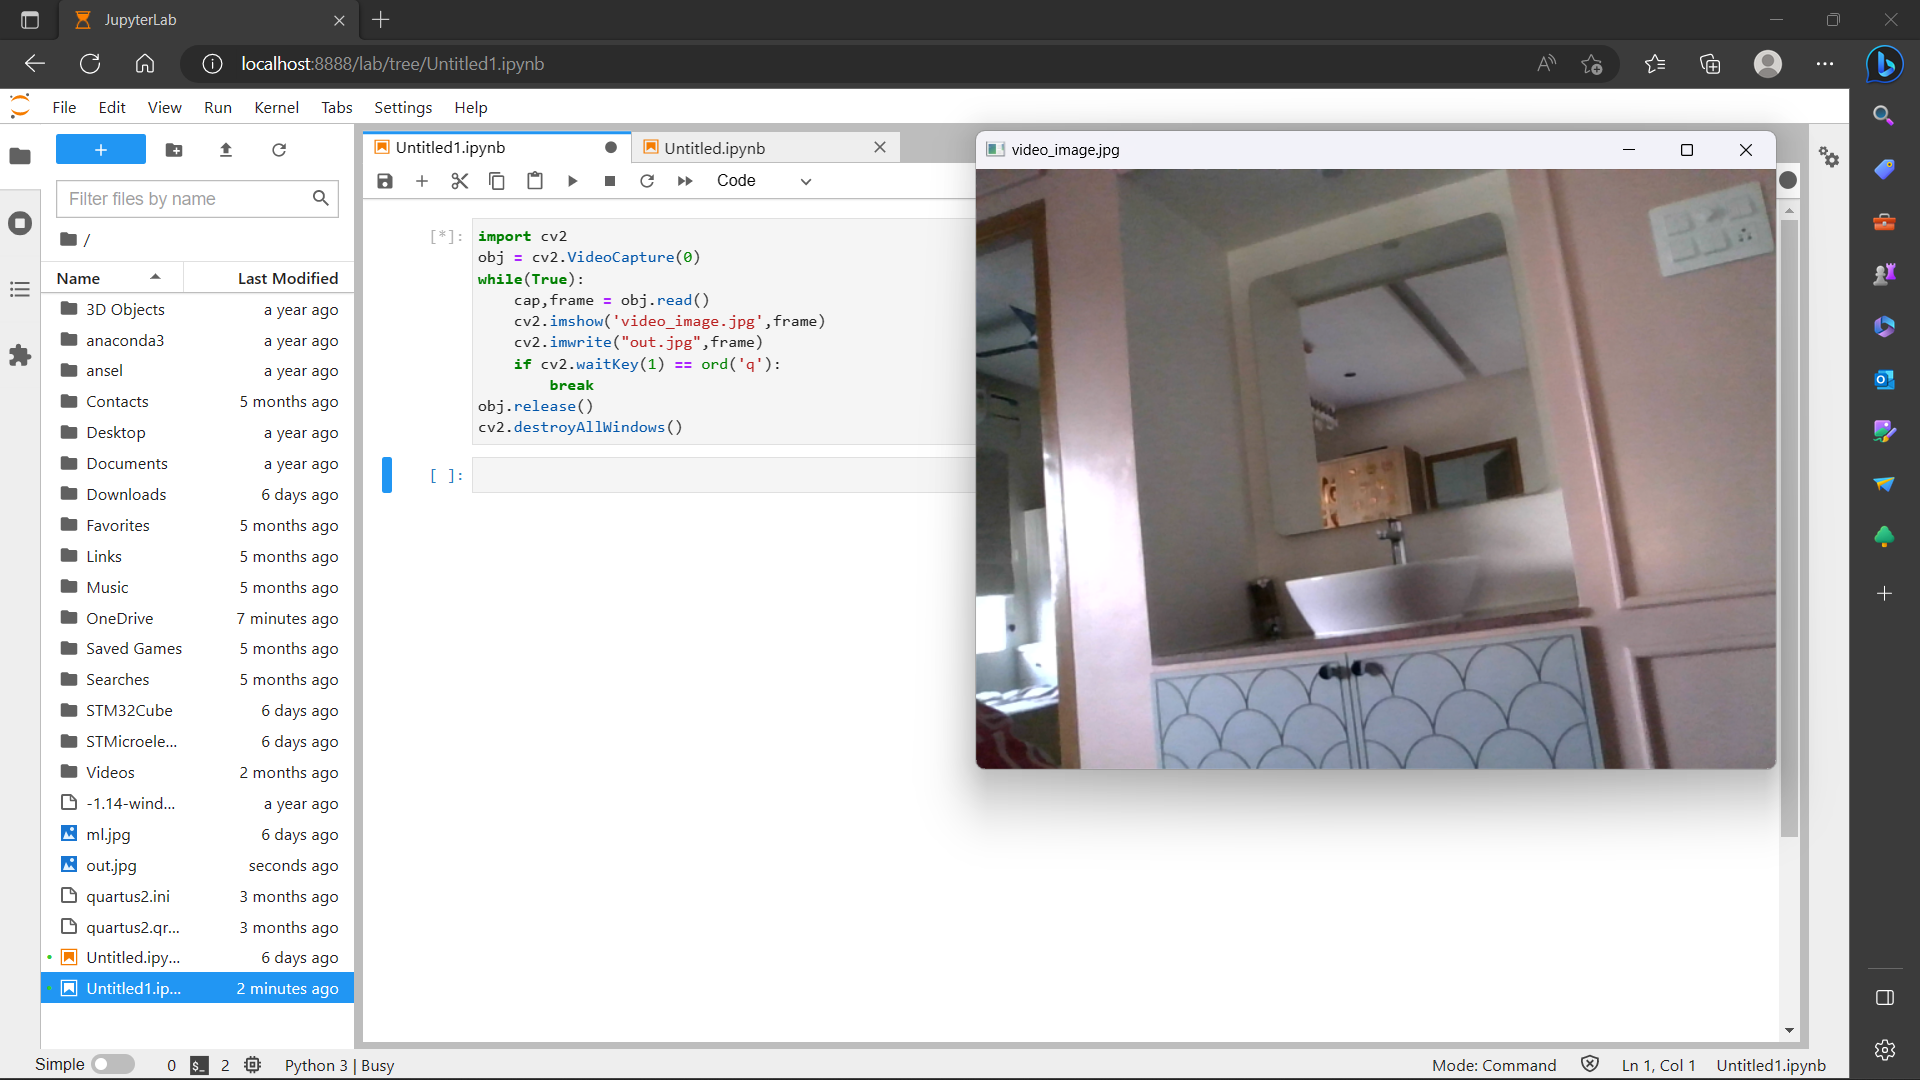 JupyterLab
localhost:8888/lab/tree/Untitled1.ipynb
File Edit View Run Kernel Tabs Settings Help
Filter files by name
/
Name Last Modified
3D Objects a year ago
anaconda3 a year ago
ansel a year ago
Contacts 5 months ago
Desktop a year ago
Documents a year ago
Downloads 6 days ago
Favorites 5 months ago
Links 5 months ago
Music 5 months ago
OneDrive 7 minutes ago
Saved Games 5 months ago
Searches 5 months ago
STM32Cube 6 days ago
STMicroele... 6 days ago
Videos 2 months ago
-1.14-wind... a year ago
ml.jpg 6 days ago
out.jpg seconds ago
quartus2.ini 3 months ago
quartus2.qr... 3 months ago
Untitled.ipy... 6 days ago
Untitled1.ip... 2 minutes ago
Untitled1.ipynb Untitled.ipynb
Code
[*]: import cv2
obj = cv2.VideoCapture(0)
while(True):
    cap,frame = obj.read()
    cv2.imshow('video_image.jpg',frame)
    cv2.imwrite("out.jpg",frame)
    if cv2.waitKey(1) == ord('q'):
        break
obj.release()
cv2.destroyAllWindows()
[ ]:
video_image.jpg
Simple 0 $_ 2 Python 3 | Busy Mode: Command Ln 1, Col 1 Untitled1.ipynb